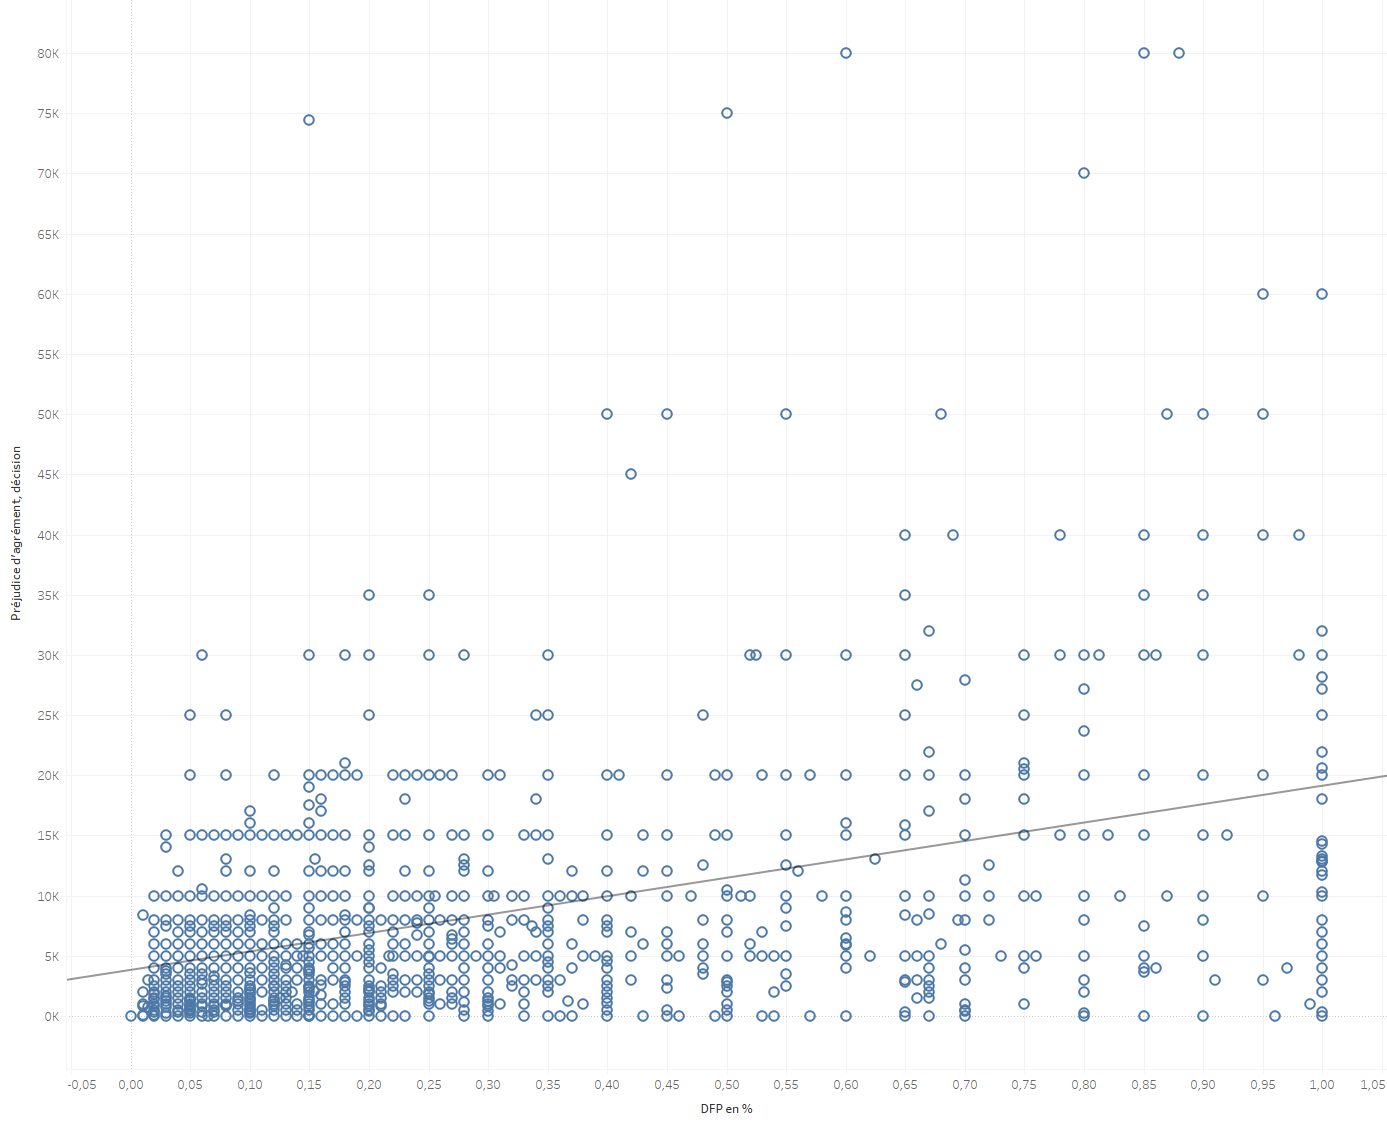 80K
75K
70K
65K
60K
55K
50K
45K
40K
35K
30K
25K
20K
15K
10K
5K
0K
Préjudice d'agrément, décision
-0,05 0,00 0,05 0,10 0,15 0,20 0,25 0,30 0,35 0,40 0,45 0,50 0,55 0,60 0,65 0,70 0,75 0,80 0,85 0,90 0,95 1,00 1,05
DFP en %